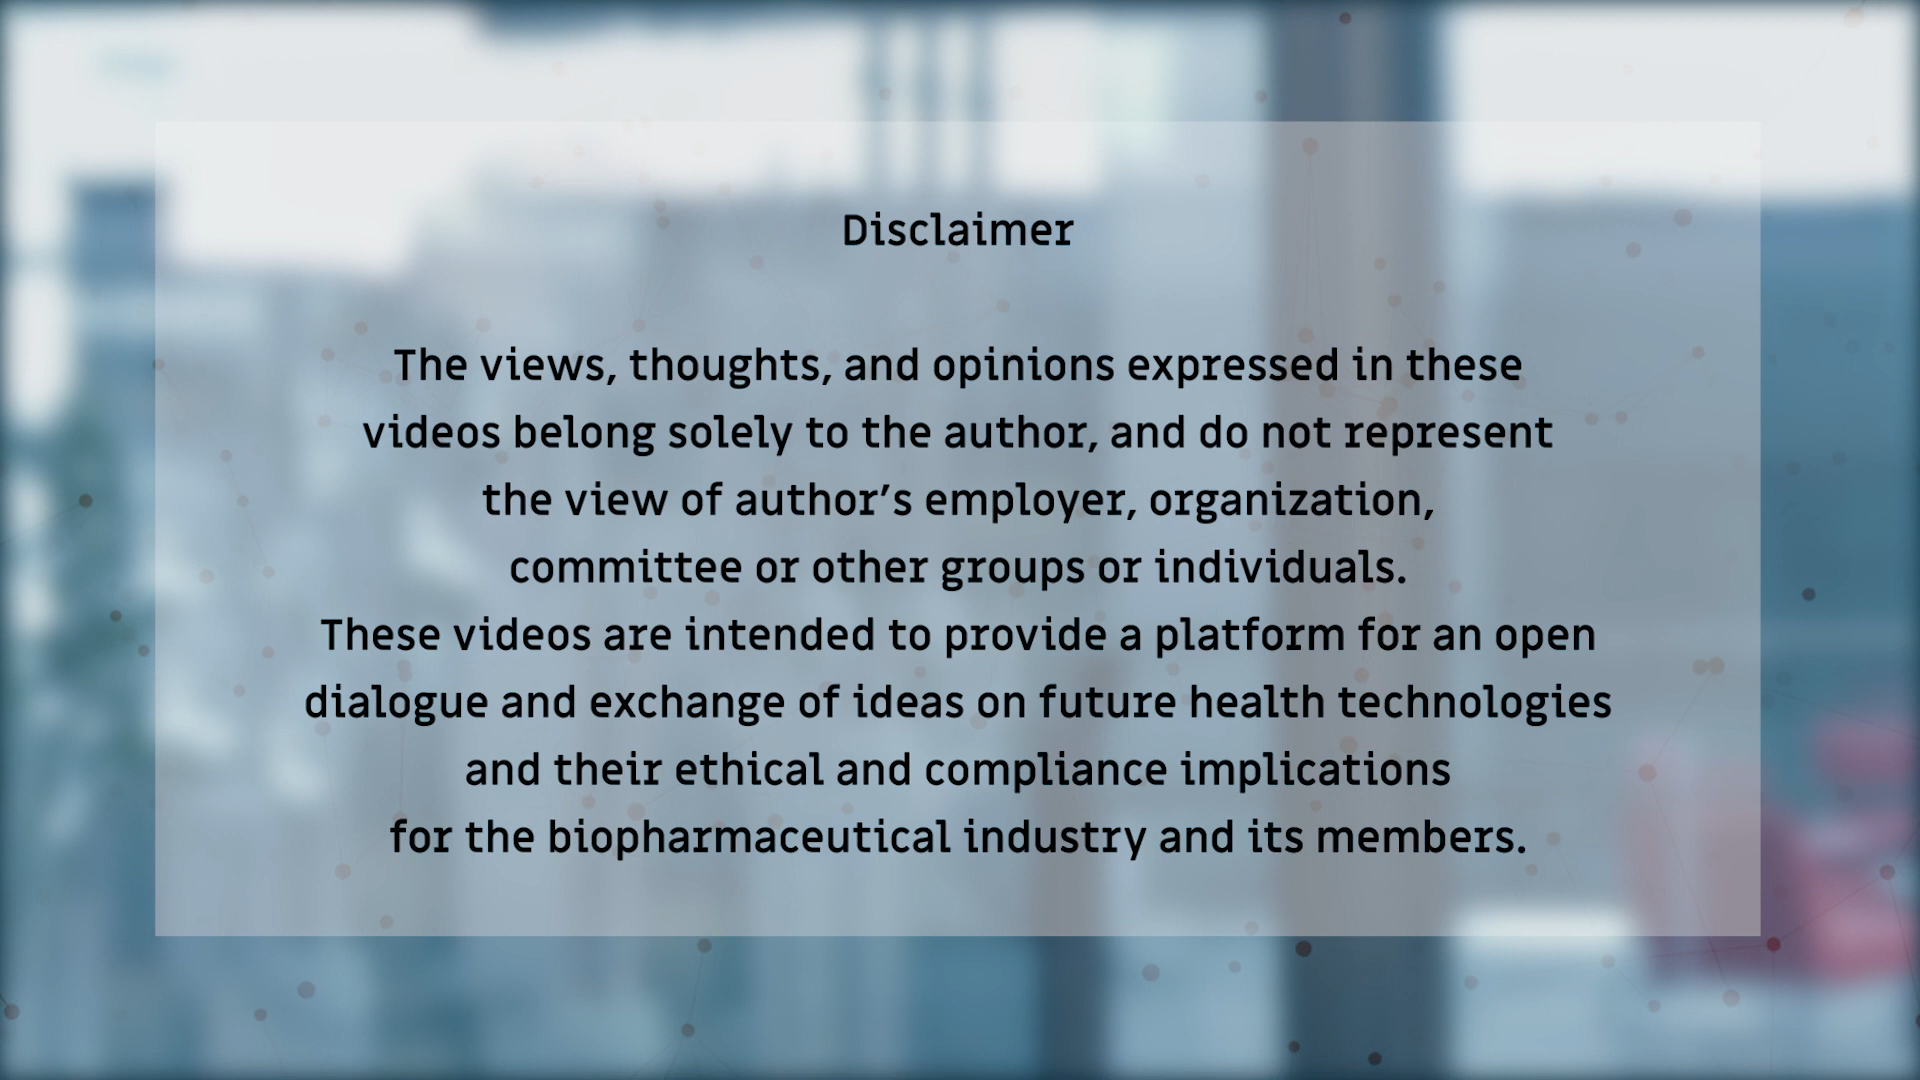 Disclaimer
The views, thoughts, and opinions expressed in these
videos belong solely to the author, and do not represent
the view of author’s employer, organization,
committee or other groups or individuals.
These videos are intended to provide a platform for an open
dialogue and exchange of ideas on future health technologies
and their ethical and compliance implications
for the biopharmaceutical industry and its members.